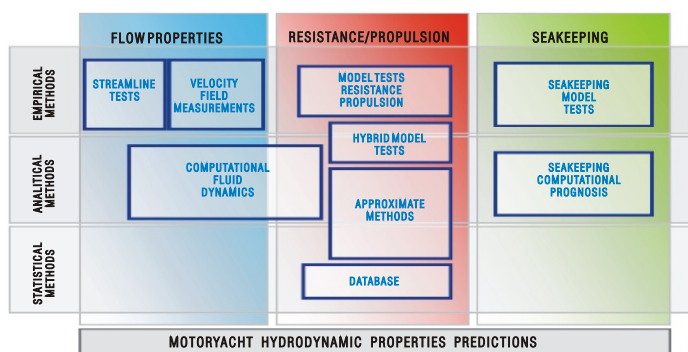 FLOW PROPERTIES
RESISTANCE/PROPULSION
SEAKEEPING
EMPIRICAL
METHODS
STREAMLINE
TESTS
VELOCITY
FIELD
MEASUREMENTS
MODEL TESTS
RESISTANCE
PROPULSION
SEAKEEPING
MODEL
TESTS
HYBRID MODEL
TESTS
ANALITICAL
METHODS
COMPUTATIONAL
FLUID
DYNAMICS
APPROXIMATE
METHODS
SEAKEEPING
COMPUTATIONAL
PROGNOSIS
STATISTICAL
METHODS
DATABASE
MOTORYACHT HYDRODYNAMIC PROPERTIES PREDICTIONS